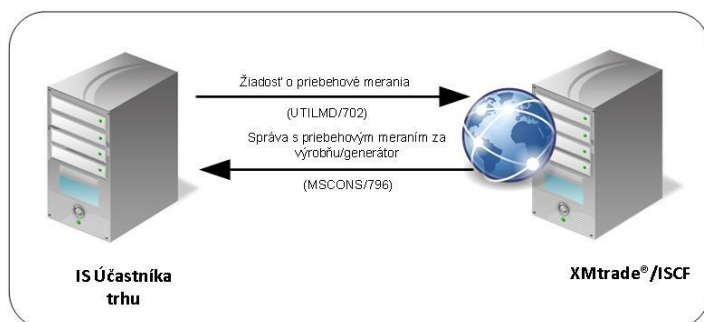 Žiadosť o priebehové merania
(UTILMD/702)
Správa s priebehovým meraním za
výrobňu/generátor
(MSCONS/796)
IS Účastníka
trhu
XMtrade®/ISCF